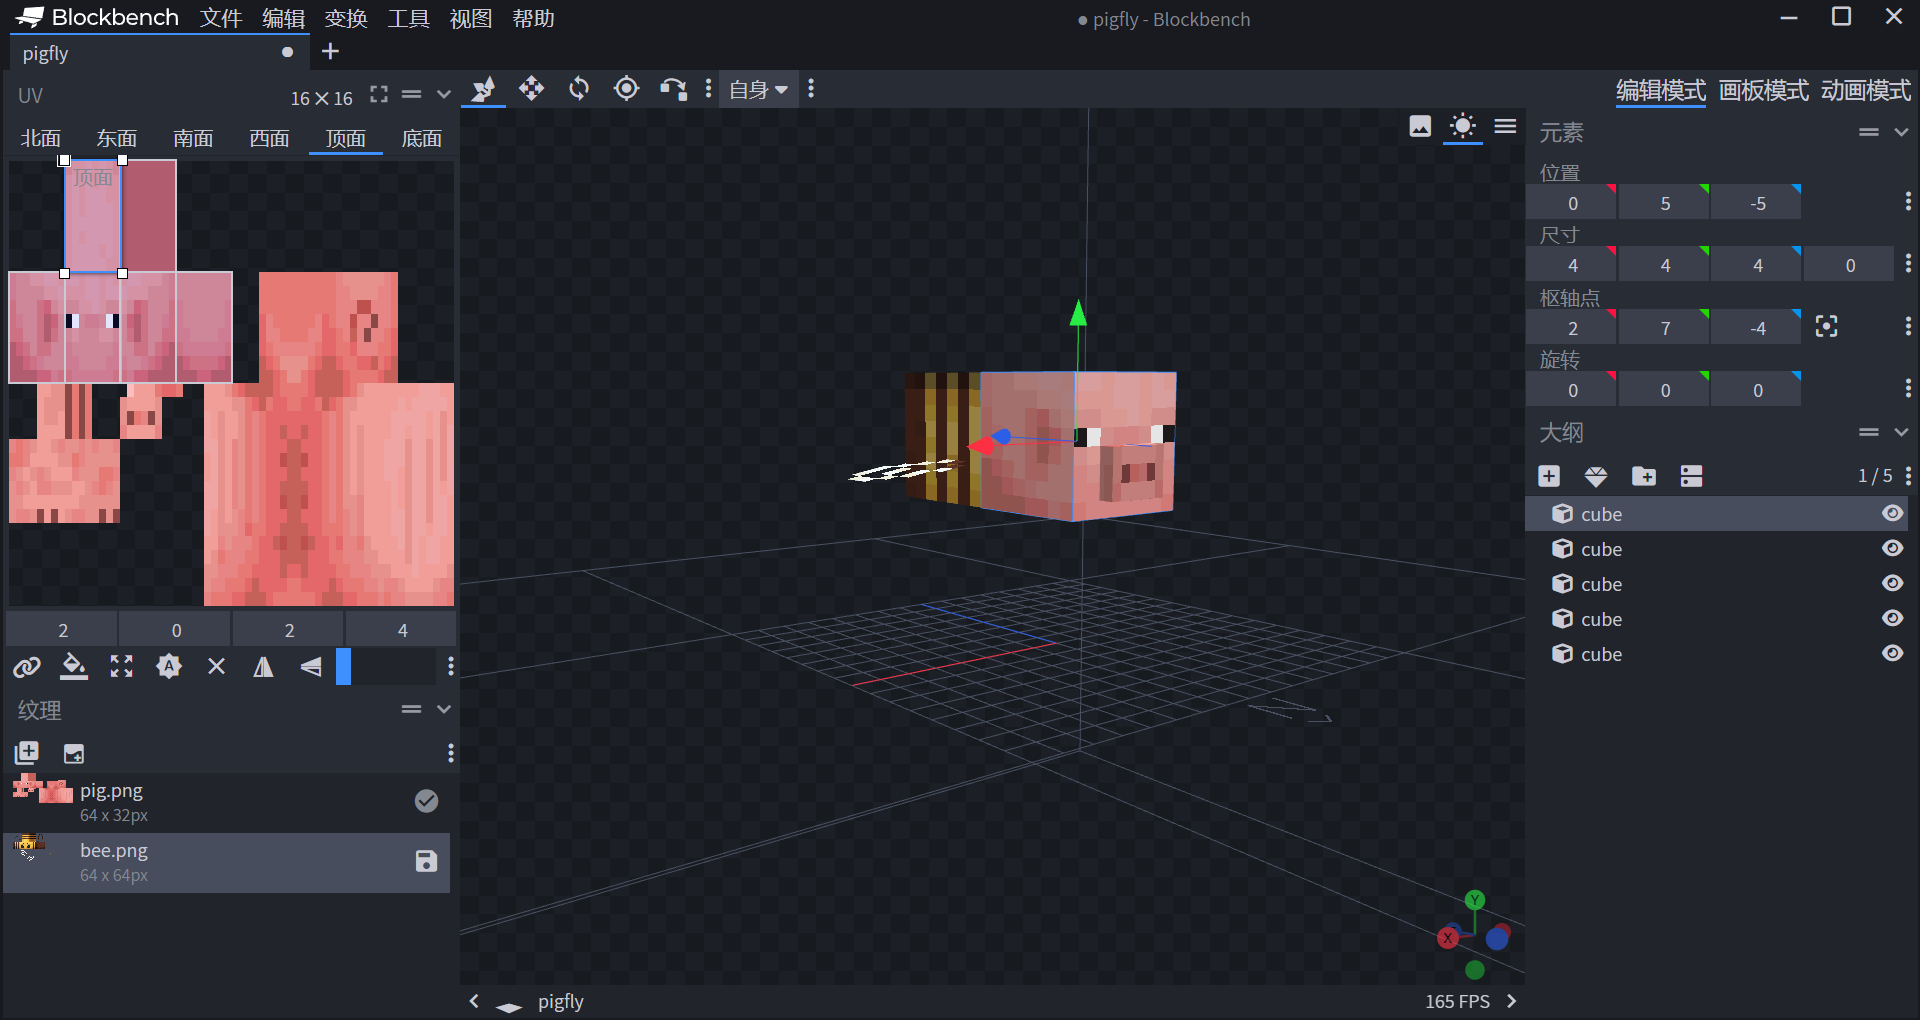 Blockbench 文件 编辑 变换 工具 视图 帮助
● pigfly - Blockbench
pigfly
UV 16 × 16
北面 东面 南面 西面 顶面 底面
顶面
2 0 2 4
纹理
pig.png
64 x 32px
bee.png
64 x 64px
自身
编辑模式 画板模式 动画模式
元素
位置
0 5 -5
尺寸
4 4 4 0
枢轴点
2 7 -4
旋转
0 0 0
大纲
1 / 5
cube
cube
cube
cube
cube
Y
X
pigfly
165 FPS